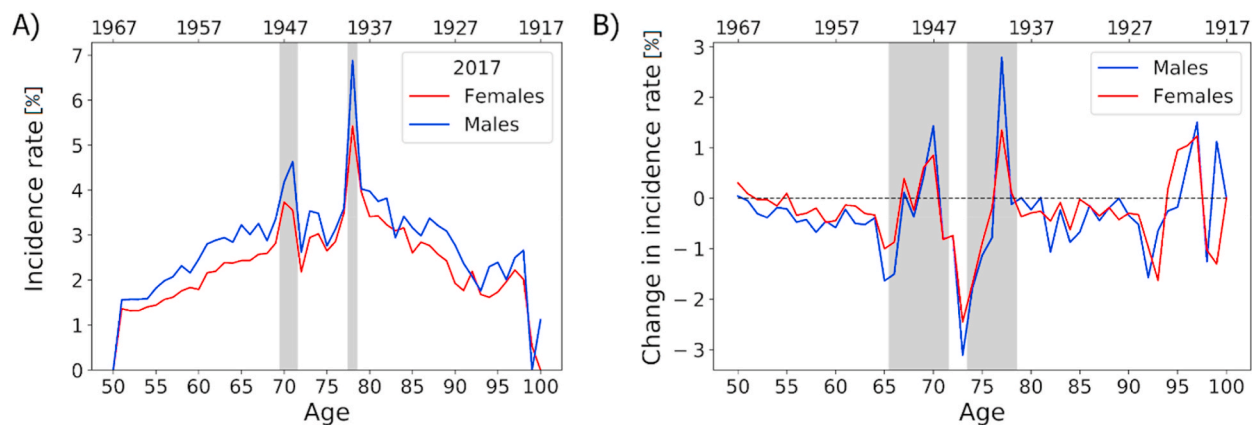 A)
1967 1957 1947 1937 1927 1917
Incidence rate [%]
7
6
5
4
3
2
1
0
2017
Females
Males
50 55 60 65 70 75 80 85 90 95 100
Age
B)
1967 1957 1947 1937 1927 1917
Change in incidence rate [%]
3
2
1
0
−1
−2
−3
Males
Females
50 55 60 65 70 75 80 85 90 95 100
Age